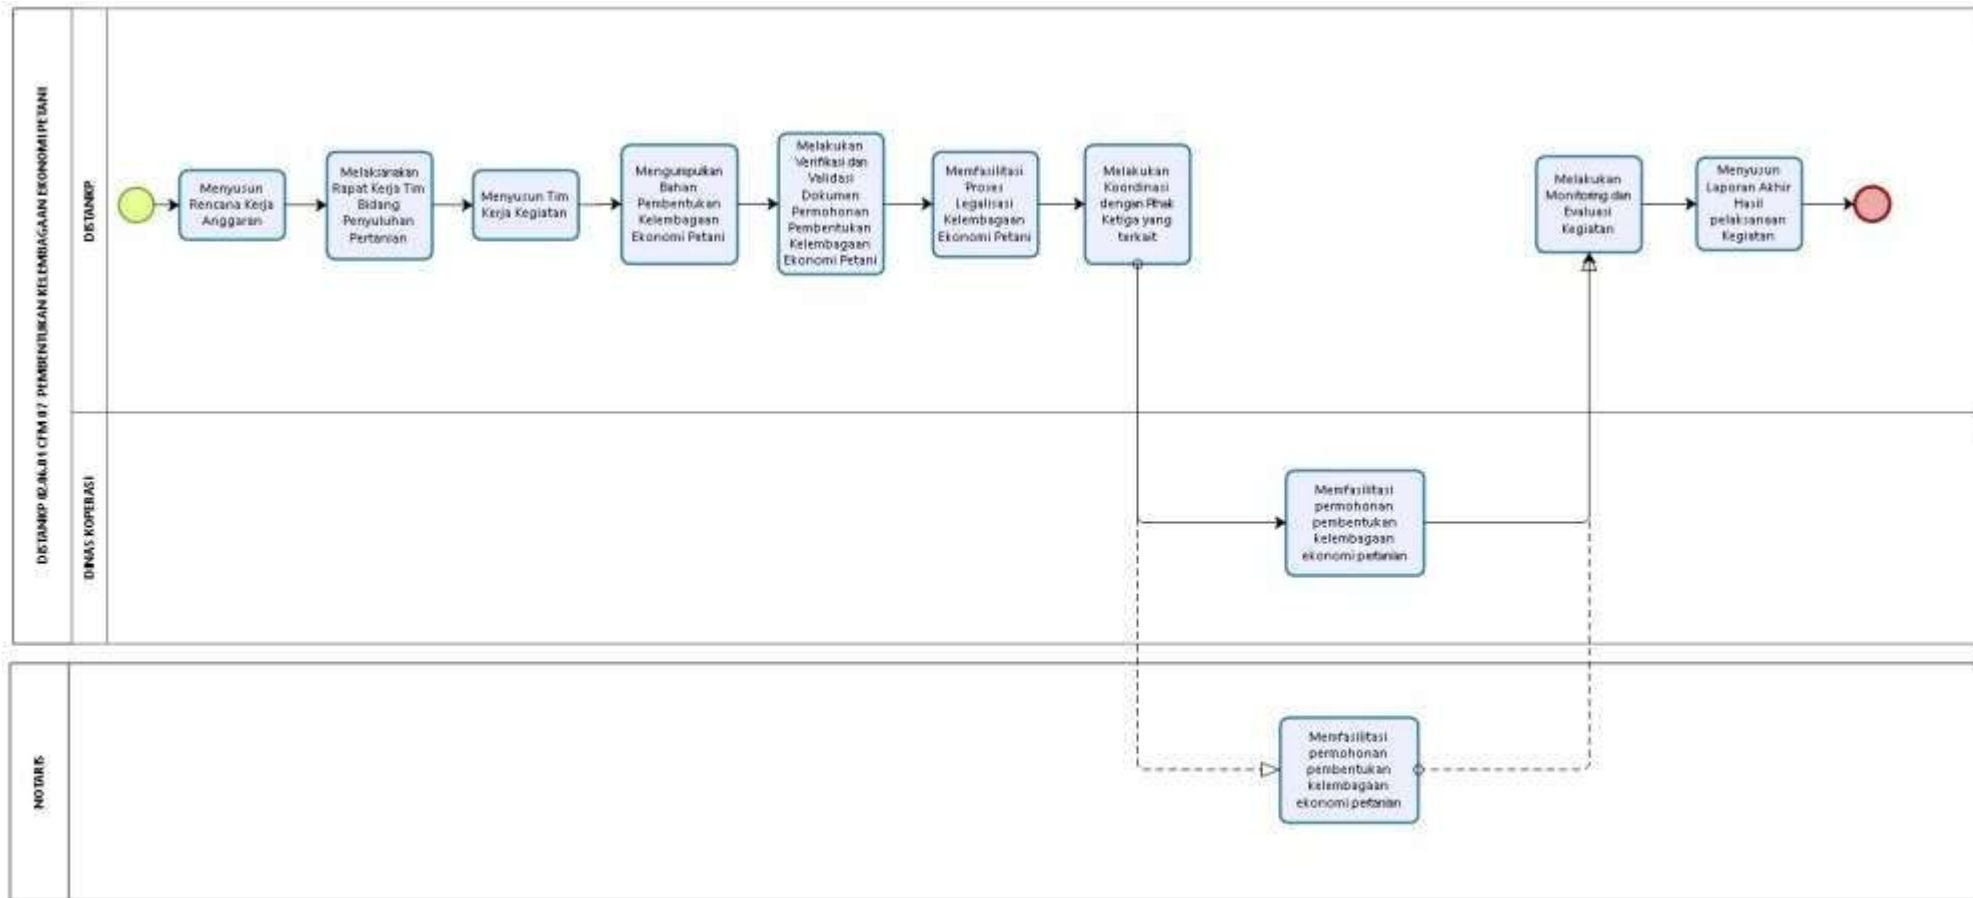 DISTANKP 02.06.01 CFM 07 PEMBENTUKAN KELEMBAGAAN EKONOMI PETANI
DISTANKP
Menyusun
Rencana Kerja
Anggaran
Melaksanakan
Rapat Kerja Tim
Bidang
Penyuluhan
Pertanian
Menyusun Tim
Kerja Kegiatan
Mengumpulkan
Bahan
Pembentukan
Kelembagaan
Ekonomi Petani
Melakukan
Verifikasi dan
Validasi
Dokumen
Permohonan
Pembentukan
Kelembagaan
Ekonomi Petani
Memfasilitasi
Proses
Legalisasi
Kelembagaan
Ekonomi Petani
Melakukan
Koordinasi
dengan Pihak
Ketiga yang
terkait
Melakukan
Monitoring dan
Evaluasi
Kegiatan
Menyusun
Laporan Akhir
Hasil
pelaksanaan
Kegiatan
DINAS KOPERASI
Memfasilitasi
permohonan
pembentukan
kelembagaan
ekonomi pertanian
NOTARIS
Memfasilitasi
permohonan
pembentukan
kelembagaan
ekonomi pertanian